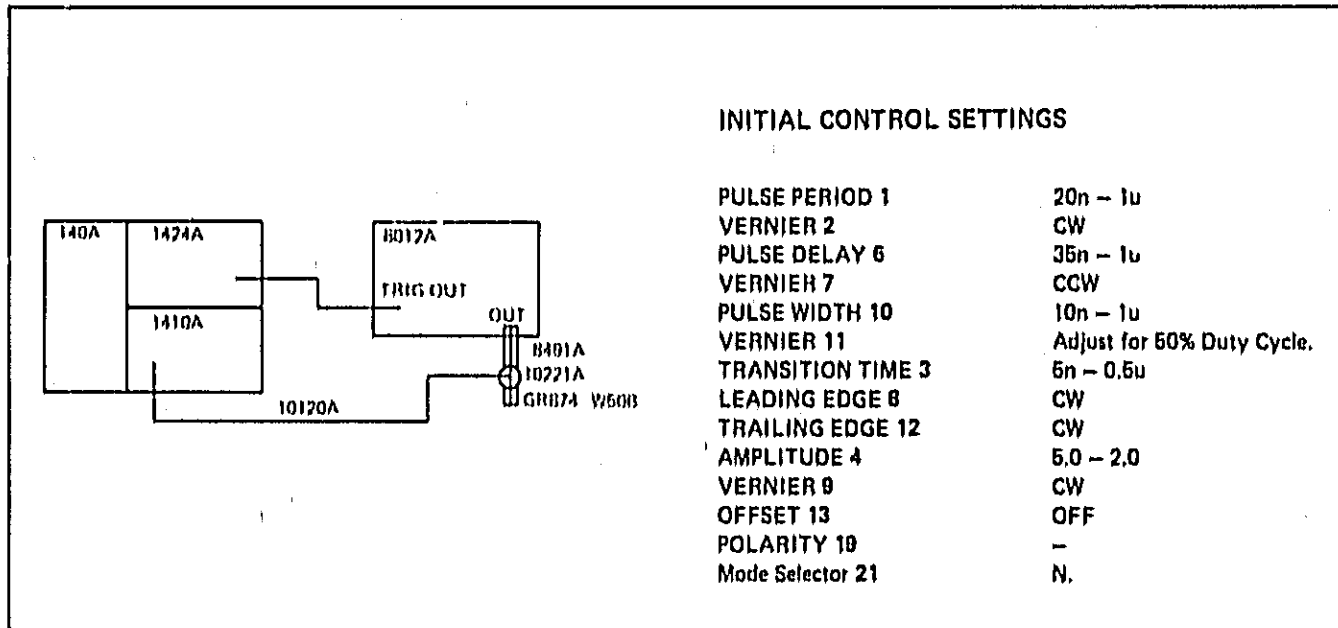 INITIAL CONTROL SETTINGS
PULSE PERIOD 1 20n – 1u
VERNIER 2 CW
PULSE DELAY 6 35n – 1u
VERNIER 7 CCW
PULSE WIDTH 10 10n – 1u
VERNIER 11 Adjust for 50% Duty Cycle.
TRANSITION TIME 3 5n – 0.5u
LEADING EDGE 8 CW
TRAILING EDGE 12 CW
AMPLITUDE 4 5.0 – 2.0
VERNIER 9 CW
OFFSET 13 OFF
POLARITY 19 –
Mode Selector 21 N.
140A
1424A
1410A
8012A
TRIG OUT
OUT
8401A
10221A
GR874 W50B
10120A